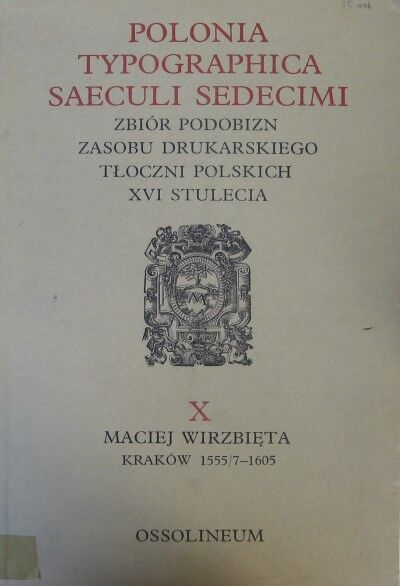 POLONIA
TYPOGRAPHICA
SAECULI SEDECIMI
ZBIÓR PODOBIZN
ZASOBU DRUKARSKIEGO
TŁOCZNI POLSKICH
XVI STULECIA
X
MACIEJ WIRZBIĘTA
KRAKÓW 1555/7–1605
OSSOLINEUM